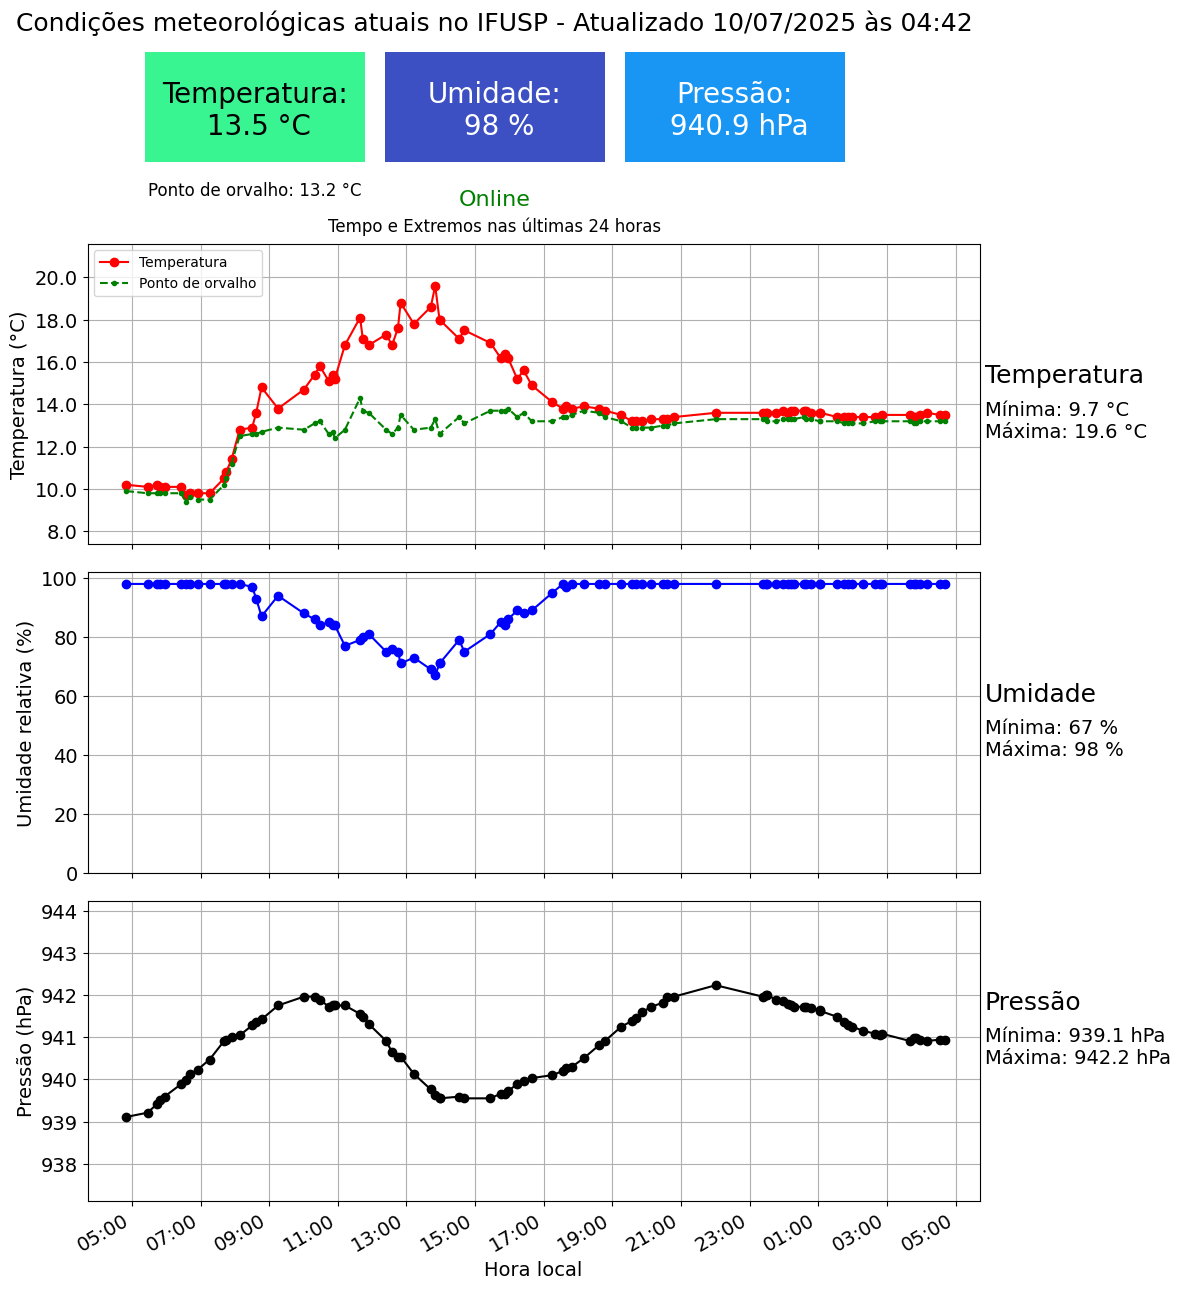 Condições meteorológicas atuais no IFUSP - Atualizado 10/07/2025 às 04:42
Temperatura:
13.5 °C
Umidade:
98 %
Pressão:
940.9 hPa
Ponto de orvalho: 13.2 °C
Online
Tempo e Extremos nas últimas 24 horas
Temperatura
Ponto de orvalho
Temperatura (°C)
20.0
18.0
16.0
14.0
12.0
10.0
8.0
Temperatura
Mínima: 9.7 °C
Máxima: 19.6 °C
Umidade relativa (%)
100
80
60
40
20
0
Umidade
Mínima: 67 %
Máxima: 98 %
Pressão (hPa)
944
943
942
941
940
939
938
Pressão
Mínima: 939.1 hPa
Máxima: 942.2 hPa
05:00
07:00
09:00
11:00
13:00
15:00
17:00
19:00
21:00
23:00
01:00
03:00
05:00
Hora local